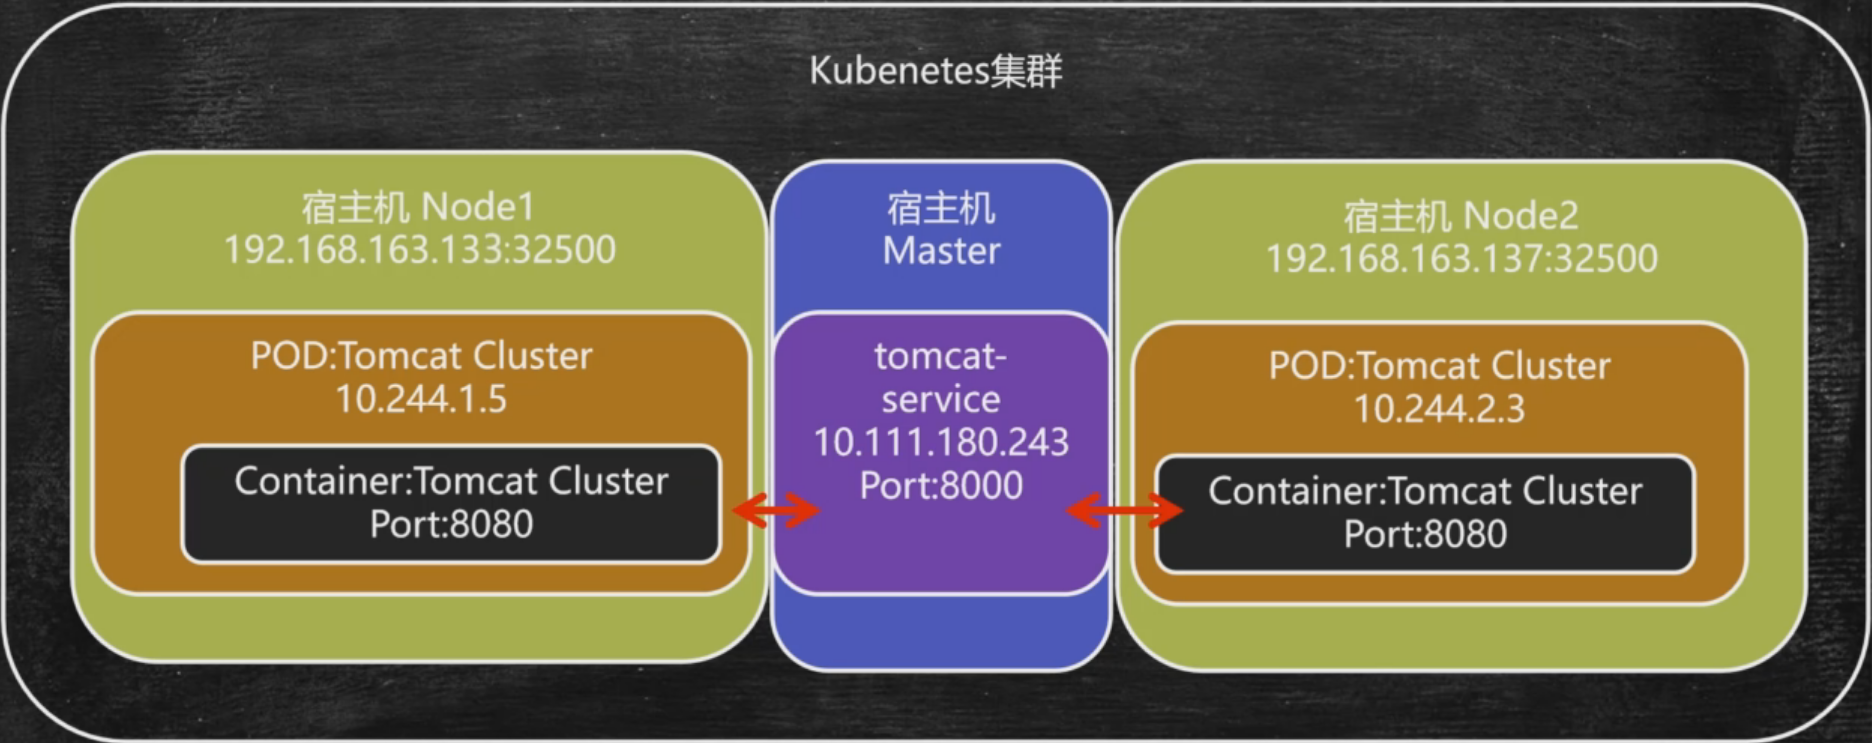 Kubenetes集群
宿主机 Node1
192.168.163.133:32500
POD:Tomcat Cluster
10.244.1.5
Container:Tomcat Cluster
Port:8080
宿主机
Master
tomcat-
service
10.111.180.243
Port:8000
宿主机 Node2
192.168.163.137:32500
POD:Tomcat Cluster
10.244.2.3
Container:Tomcat Cluster
Port:8080